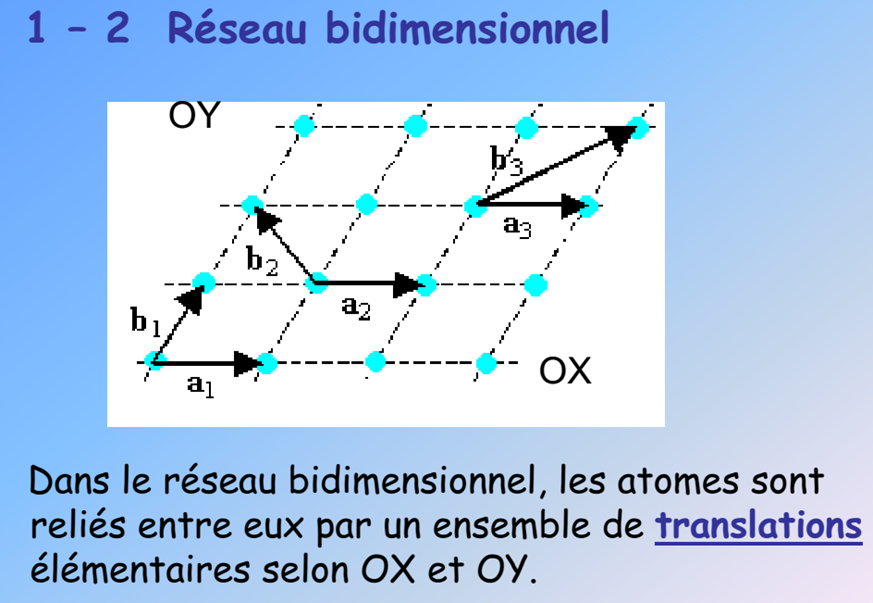 1 – 2 Réseau bidimensionnel
OY
b3
a3
b2
a2
b1
a1
OX
Dans le réseau bidimensionnel, les atomes sont
reliés entre eux par un ensemble de translations
élémentaires selon OX et OY.